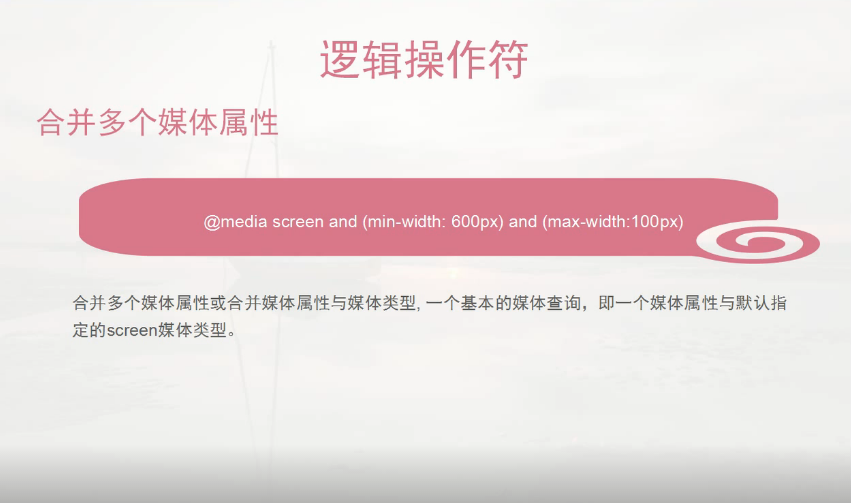 逻辑操作符
合并多个媒体属性
@media screen and (min-width: 600px) and (max-width:100px)
合并多个媒体属性或合并媒体属性与媒体类型, 一个基本的媒体查询，即一个媒体属性与默认指
定的screen媒体类型。